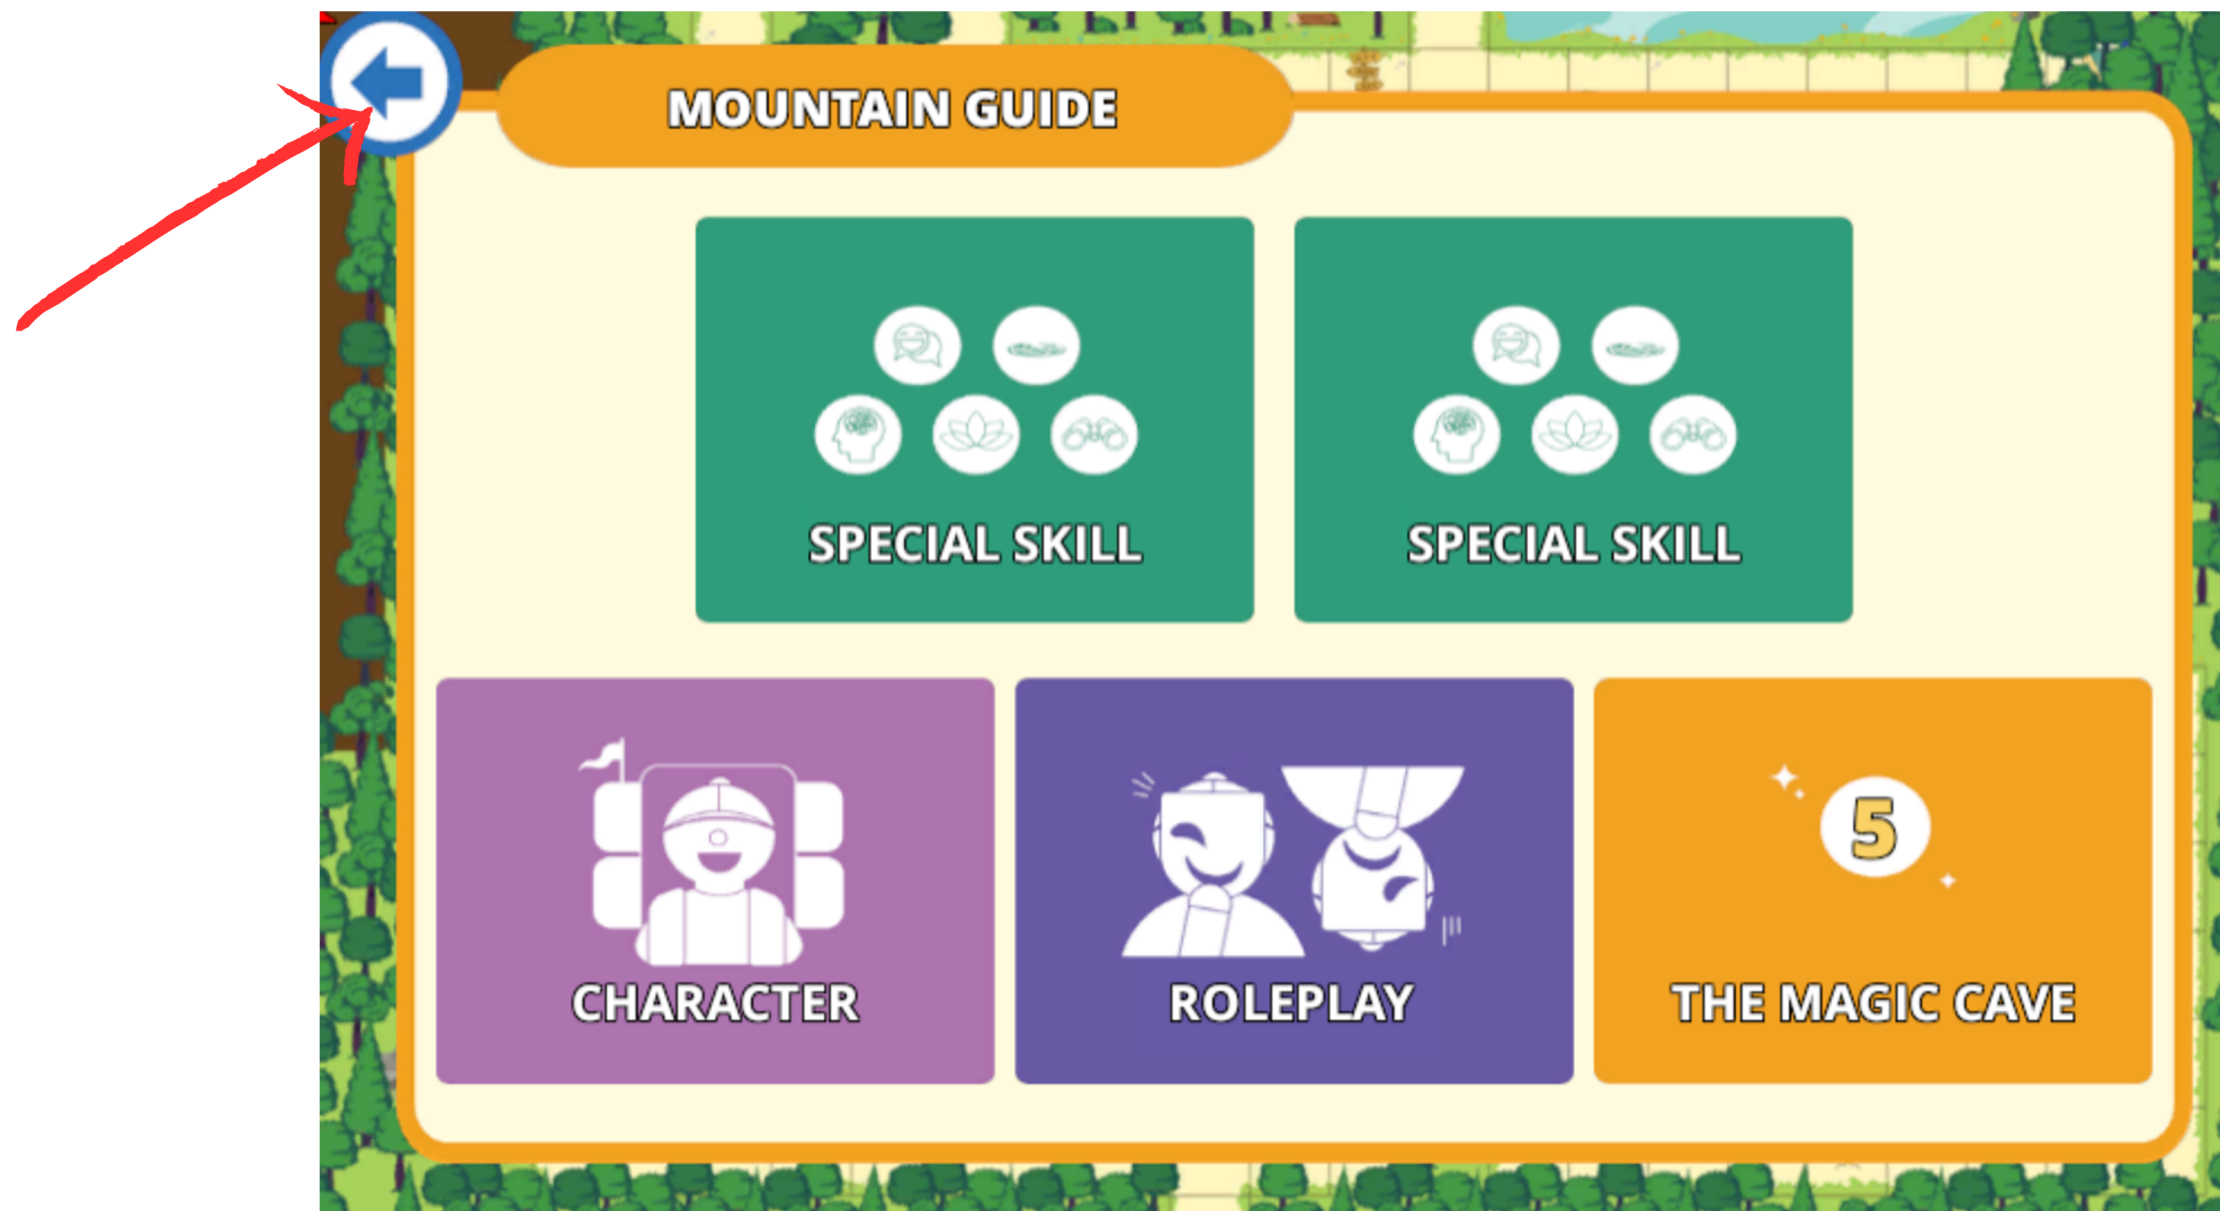 MOUNTAIN GUIDE
SPECIAL SKILL
SPECIAL SKILL
CHARACTER
ROLEPLAY
5
THE MAGIC CAVE